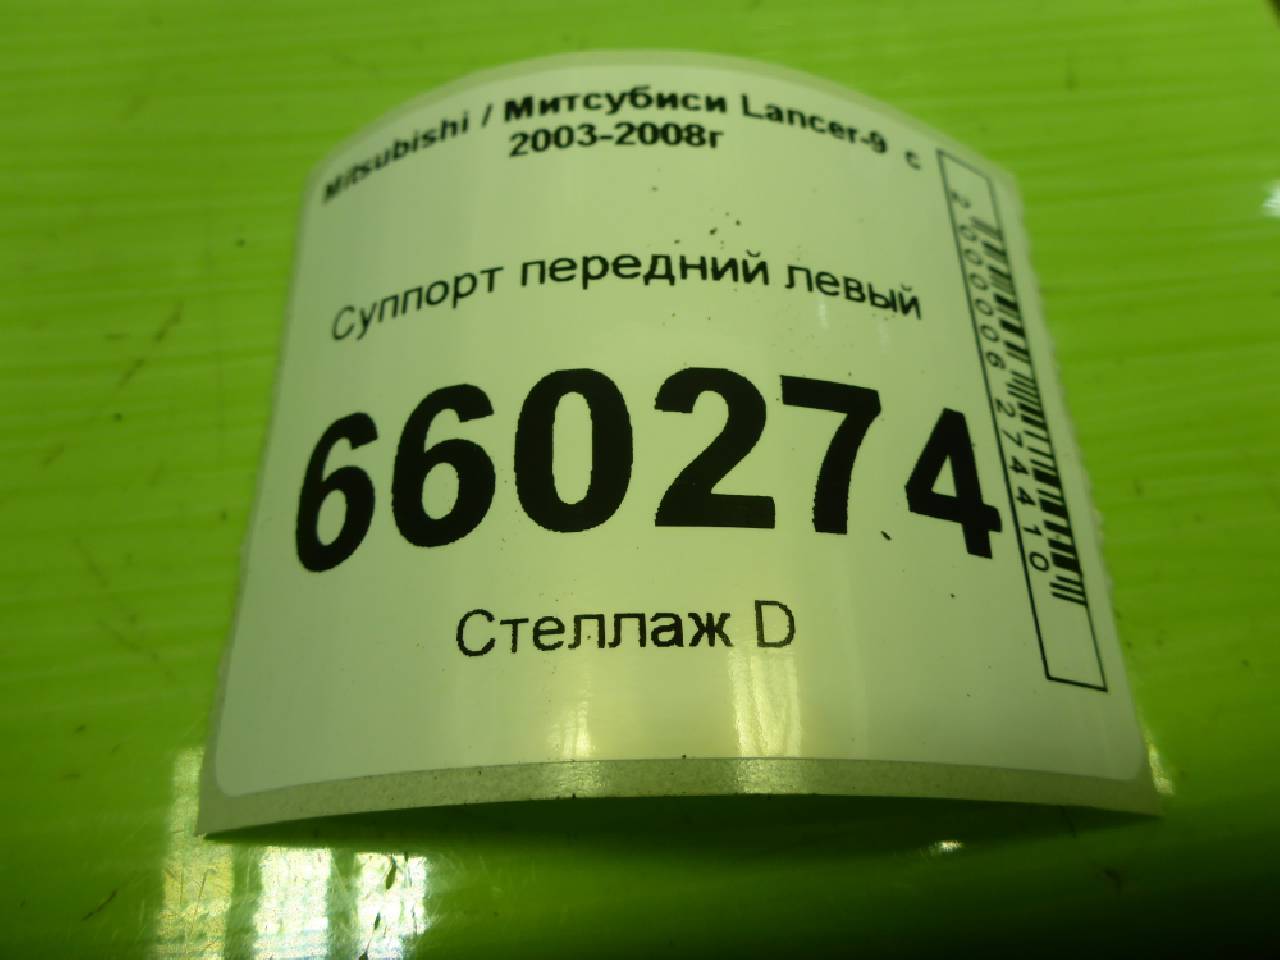 Mitsubishi / Митсубиси Lancer-9 с
2003-2008г
Суппорт передний левый
660274
Стеллаж D
2000006274410